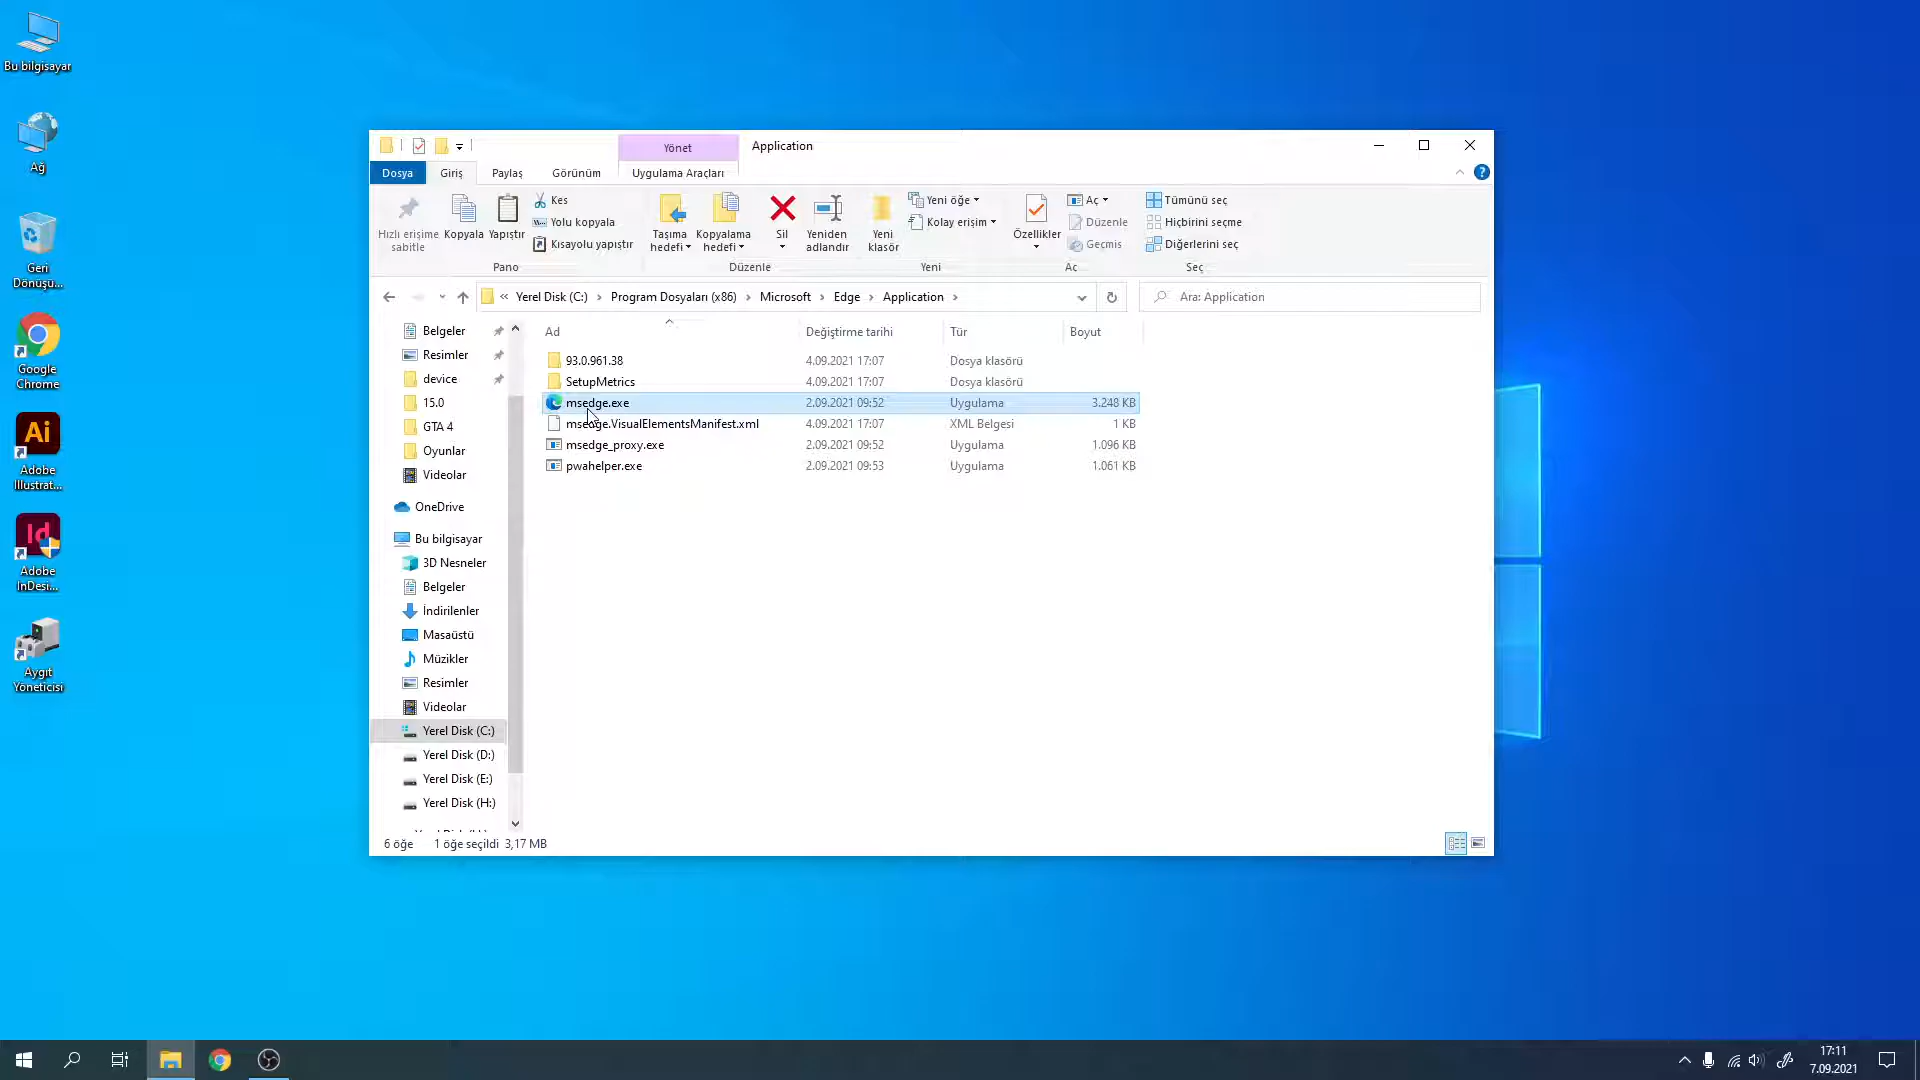 Bu bilgisayar
Ağ
Geri
Dönüşü...
Google
Chrome
Ai
Adobe
Illustrat...
Id
Adobe
InDesi...
Aygıt
Yöneticisi
Yönet
Application
Dosya
Giriş
Paylaş
Görünüm
Uygulama Araçları
Hızlı erişime
sabitle
Kopyala
Yapıştır
Kes
Yolu kopyala
Kısayolu yapıştır
Pano
Taşıma
hedefi
Kopyalama
hedefi
Sil
Yeniden
adlandır
Düzenle
Yeni
klasör
Yeni öğe
Kolay erişim
Yeni
Özellikler
Aç
Düzenle
Geçmiş
Aç
Tümünü seç
Hiçbirini seçme
Diğerlerini seç
Seç
« Yerel Disk (C:) › Program Dosyaları (x86) › Microsoft › Edge › Application ›
Ara: Application
Belgeler
Resimler
device
15.0
GTA 4
Oyunlar
Videolar
OneDrive
Bu bilgisayar
3D Nesneler
Belgeler
İndirilenler
Masaüstü
Müzikler
Resimler
Videolar
Yerel Disk (C:)
Yerel Disk (D:)
Yerel Disk (E:)
Yerel Disk (H:)
Ad Değiştirme tarihi Tür Boyut
93.0.961.38 4.09.2021 17:07 Dosya klasörü
SetupMetrics 4.09.2021 17:07 Dosya klasörü
msedge.exe 2.09.2021 09:52 Uygulama 3.248 KB
msedge.VisualElementsManifest.xml 4.09.2021 17:07 XML Belgesi 1 KB
msedge_proxy.exe 2.09.2021 09:52 Uygulama 1.096 KB
pwahelper.exe 2.09.2021 09:53 Uygulama 1.061 KB
6 öğe 1 öğe seçildi 3,17 MB
17:11
7.09.2021